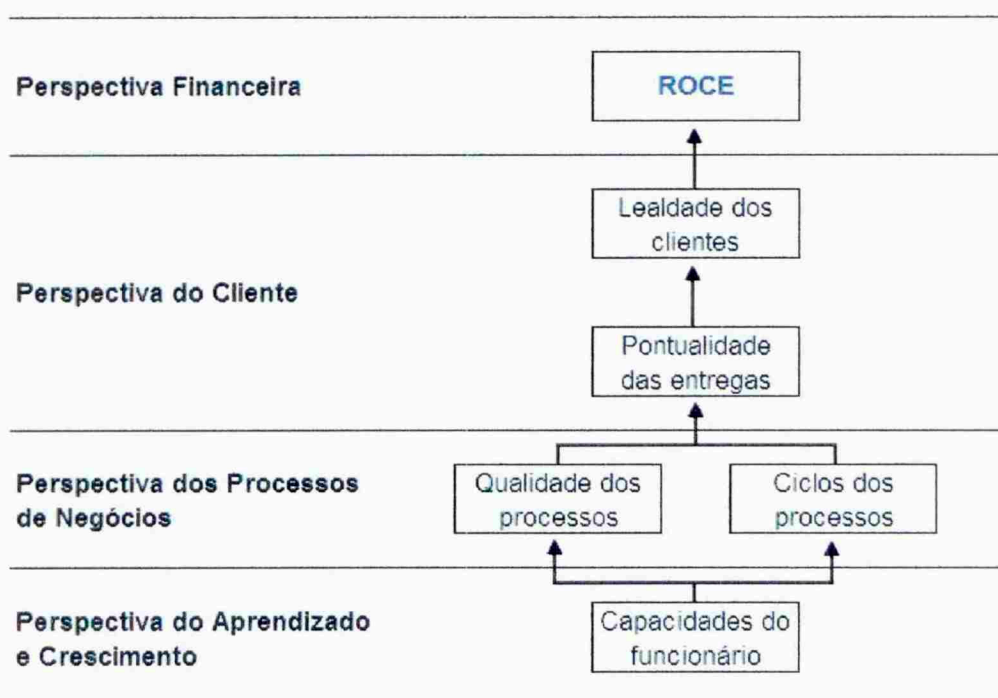 Perspectiva Financeira
ROCE
Lealdade dos
clientes
Perspectiva do Cliente
Pontualidade
das entregas
Perspectiva dos Processos
de Negócios
Qualidade dos
processos
Ciclos dos
processos
Perspectiva do Aprendizado
e Crescimento
Capacidades do
funcionário